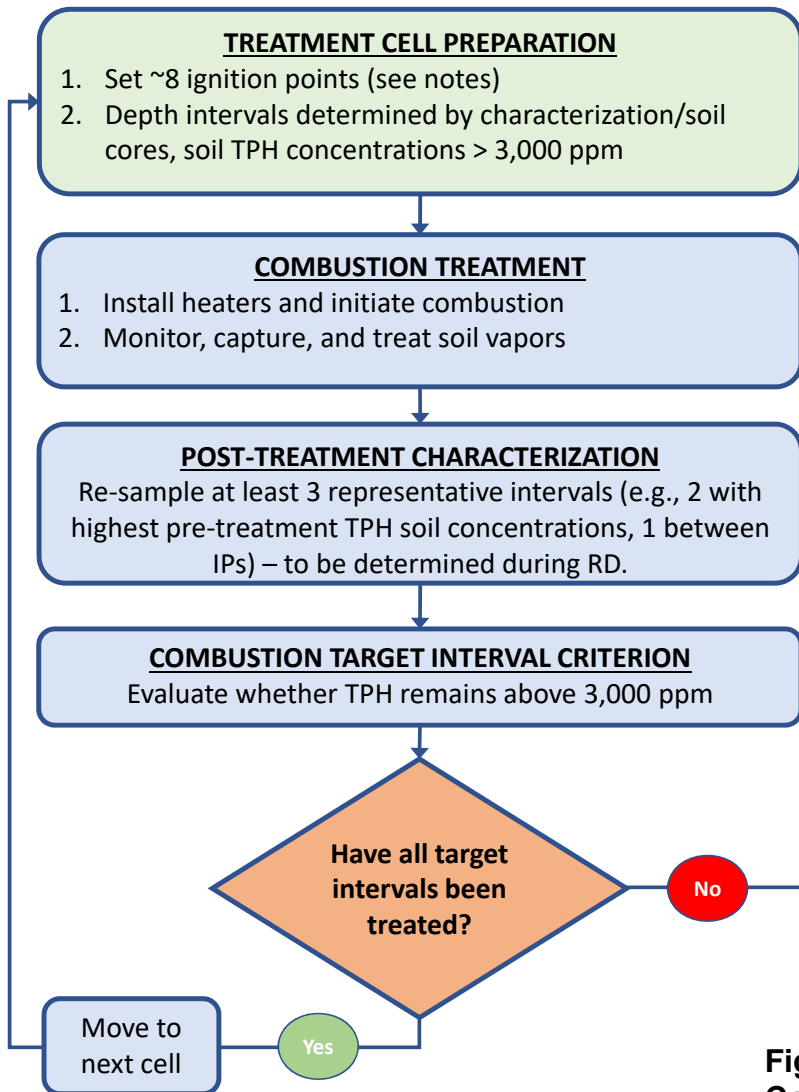 TREATMENT CELL PREPARATION
1. Set ~8 ignition points (see notes)
2. Depth intervals determined by characterization/soil
cores, soil TPH concentrations > 3,000 ppm
COMBUSTION TREATMENT
1. Install heaters and initiate combustion
2. Monitor, capture, and treat soil vapors
POST-TREATMENT CHARACTERIZATION
Re-sample at least 3 representative intervals (e.g., 2 with
highest pre-treatment TPH soil concentrations, 1 between
IPs) – to be determined during RD.
COMBUSTION TARGET INTERVAL CRITERION
Evaluate whether TPH remains above 3,000 ppm
Have all target
intervals been
treated?
No
Yes
Move to
next cell
Fig